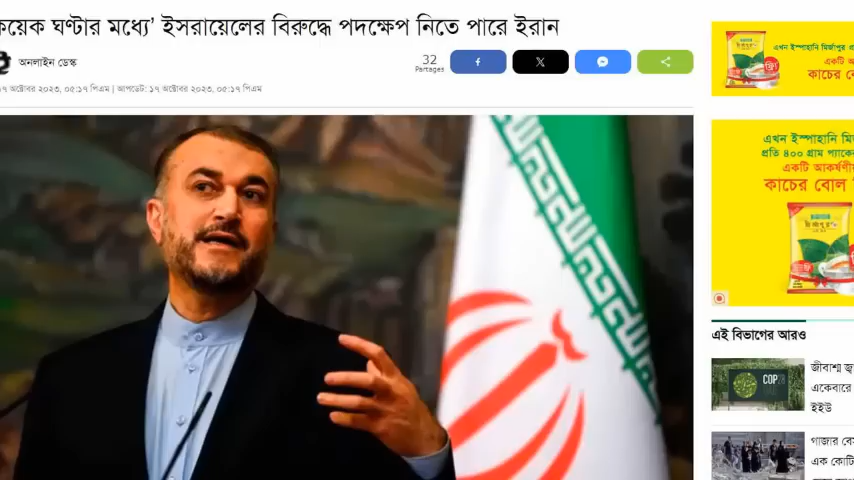 কয়েক ঘণ্টার মধ্যে’ ইসরায়েলের বিরুদ্ধে পদক্ষেপ নিতে পারে ইরান
অনলাইন ডেস্ক
32
Partages
১৭ অক্টোবর ২০২৩, ০৫:১৭ পিএম | আপডেট: ১৭ অক্টোবর ২০২৩, ০৫:১৭ পিএম
এখন ইস্পাহানি মির্জাপুর
একটি
কাচের
এখন ইস্পাহানি
প্রতি ৪০০ গ্রাম
একটি আকর্ষণীয়
কাচের বোল
এই বিভাগের আরও
জীবাশ্ম
একেবারে
ইইউ
COP28
গাজার
এক কোটি